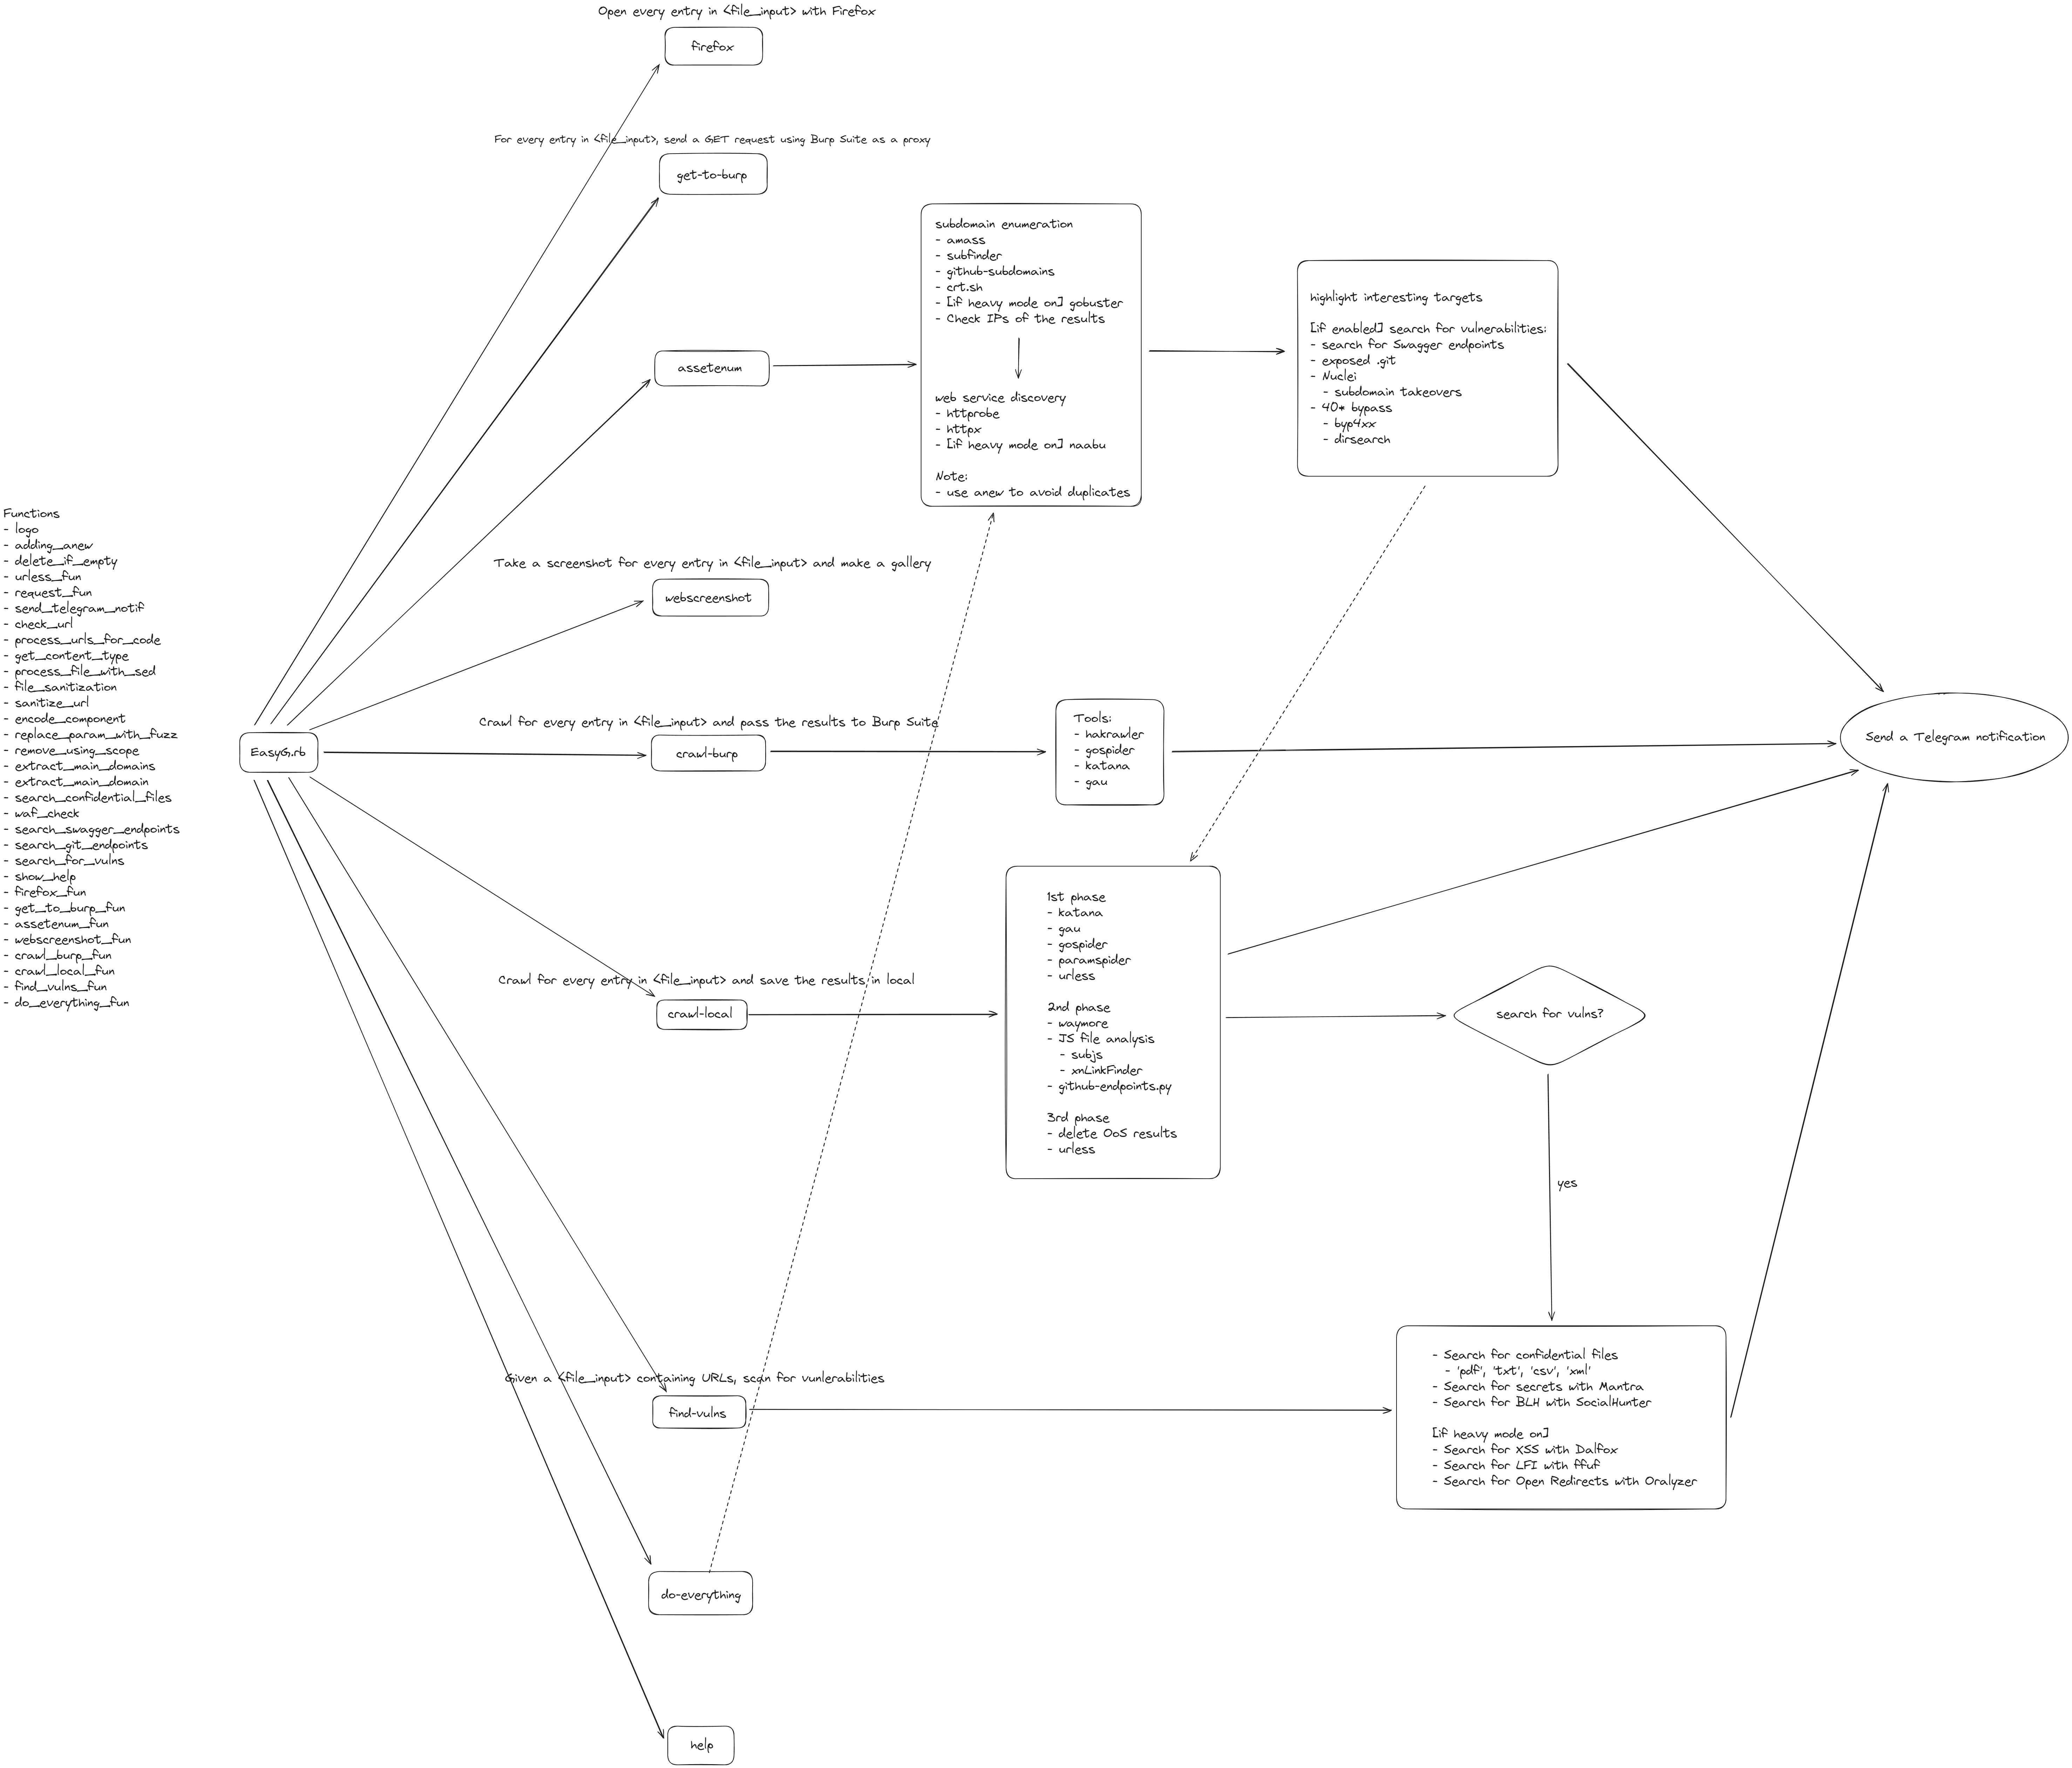 Open every entry in <file_input> with Firefox
firefox
For every entry in <file_input>, send a GET request using Burp Suite as a proxy
get-to-burp
subdomain enumeration
- amass
- subfinder
- github-subdomains
- crt.sh
- [if heavy mode on] gobuster
- Check IPs of the results
web service discovery
- httprobe
- httpx
- [if heavy mode on] naabu
Note:
- use anew to avoid duplicates
highlight interesting targets
[if enabled] search for vulnerabilities:
- search for Swagger endpoints
- exposed .git
- Nuclei
- subdomain takeovers
- 40* bypass
- byp4xx
- dirsearch
assetenum
Functions
- logo
- adding_anew
- delete_if_empty
- urless_fun
- request_fun
- send_telegram_notif
- check_url
- process_urls_for_code
- get_content_type
- process_file_with_sed
- file_sanitization
- sanitize_url
- encode_component
- replace_param_with_fuzz
- remove_using_scope
- extract_main_domains
- extract_main_domain
- search_confidential_files
- waf_check
- search_swagger_endpoints
- search_git_endpoints
- search_for_vulns
- show_help
- firefox_fun
- get_to_burp_fun
- assetenum_fun
- webscreenshot_fun
- crawl_burp_fun
- crawl_local_fun
- find_vulns_fun
- do_everything_fun
EasyG.rb
Take a screenshot for every entry in <file_input> and make a gallery
webscreenshot
Crawl for every entry in <file_input> and pass the results to Burp Suite
crawl-burp
Tools:
- hakrawler
- gospider
- katana
- gau
Send a Telegram notification
Crawl for every entry in <file_input> and save the results in local
crawl-local
1st phase
- katana
- gau
- gospider
- paramspider
- urless
2nd phase
- waymore
- JS file analysis
- subjs
- xnLinkFinder
- github-endpoints.py
3rd phase
- delete OoS results
- urless
search for vulns?
yes
Given a <file_input> containing URLs, scan for vunlerabilities
find-vulns
- Search for confidential files
- 'pdf', 'txt', 'csv', 'xml'
- Search for secrets with Mantra
- Search for BLH with SocialHunter
[if heavy mode on]
- Search for XSS with Dalfox
- Search for LFI with ffuf
- Search for Open Redirects with Oralyzer
do-everything
help